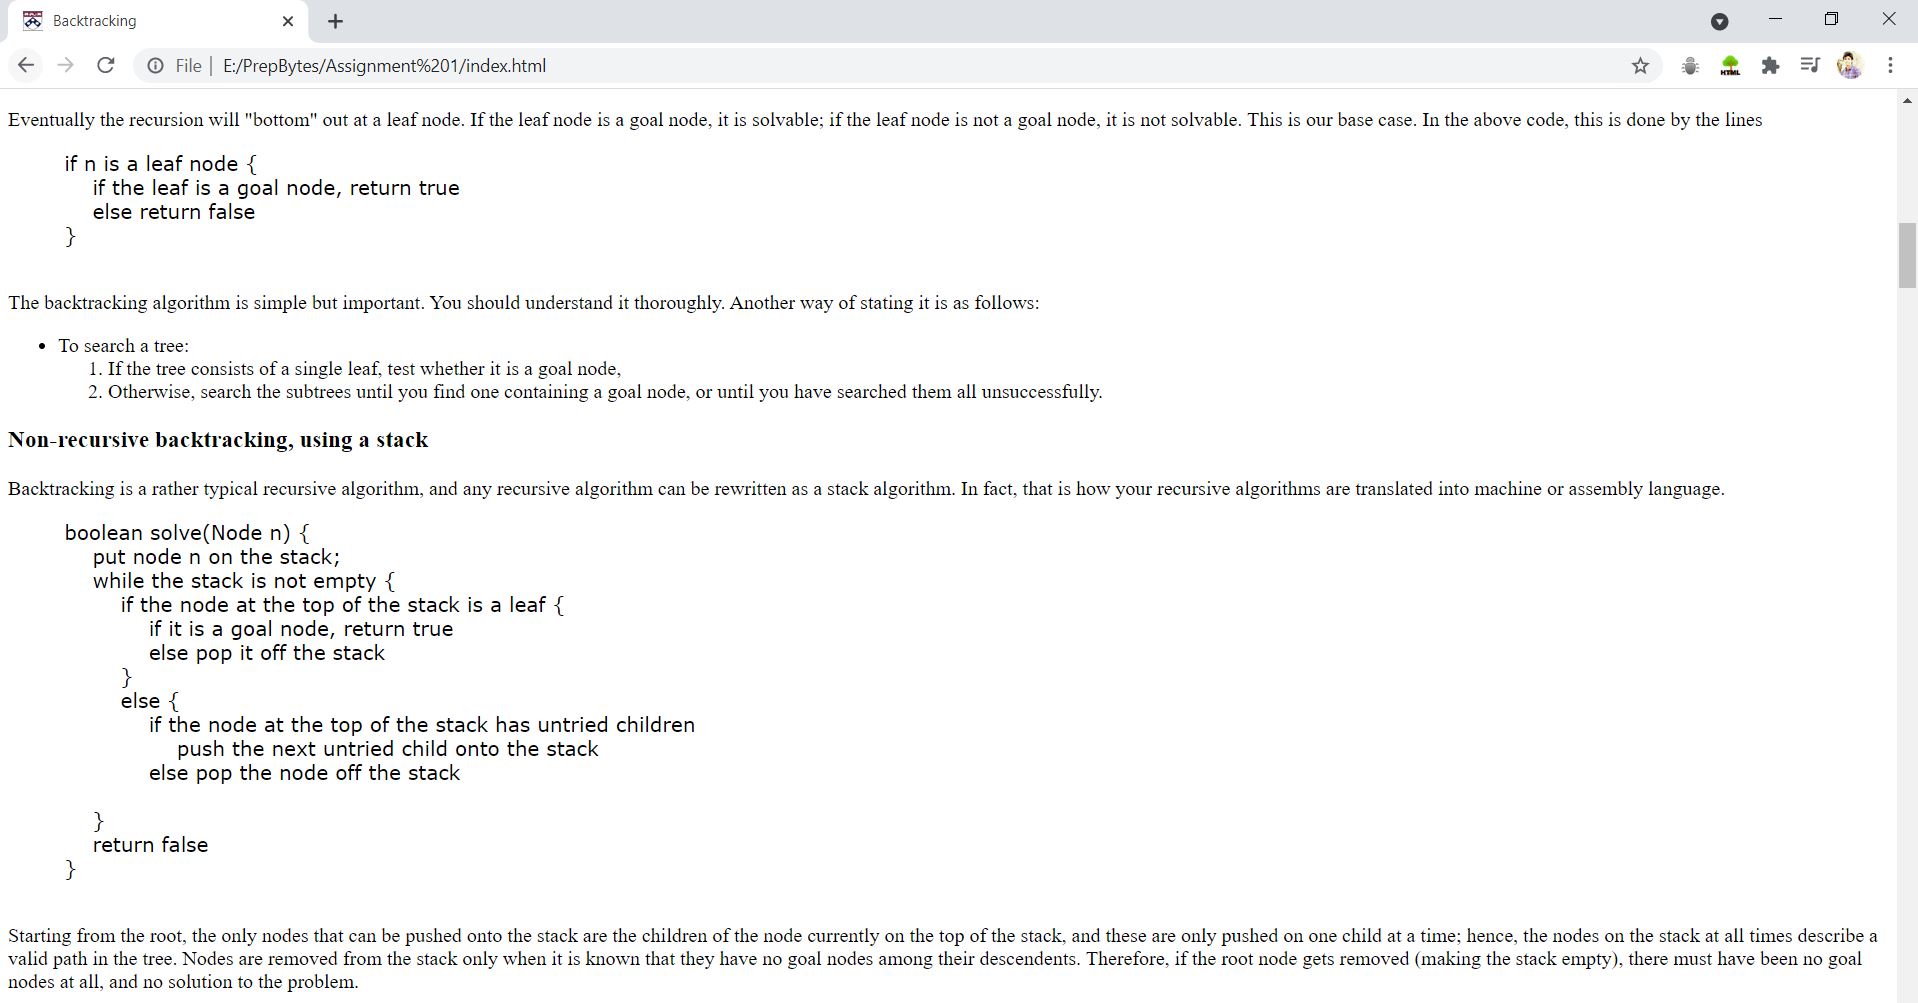 Backtracking
File | E:/PrepBytes/Assignment%201/index.html
HTML
Eventually the recursion will "bottom" out at a leaf node. If the leaf node is a goal node, it is solvable; if the leaf node is not a goal node, it is not solvable. This is our base case. In the above code, this is done by the lines
if n is a leaf node {
if the leaf is a goal node, return true
else return false
}
The backtracking algorithm is simple but important. You should understand it thoroughly. Another way of stating it is as follows:
• To search a tree:
1. If the tree consists of a single leaf, test whether it is a goal node,
2. Otherwise, search the subtrees until you find one containing a goal node, or until you have searched them all unsuccessfully.
Non-recursive backtracking, using a stack
Backtracking is a rather typical recursive algorithm, and any recursive algorithm can be rewritten as a stack algorithm. In fact, that is how your recursive algorithms are translated into machine or assembly language.
boolean solve(Node n) {
put node n on the stack;
while the stack is not empty {
if the node at the top of the stack is a leaf {
if it is a goal node, return true
else pop it off the stack
}
else {
if the node at the top of the stack has untried children
push the next untried child onto the stack
else pop the node off the stack
}
return false
}
Starting from the root, the only nodes that can be pushed onto the stack are the children of the node currently on the top of the stack, and these are only pushed on one child at a time; hence, the nodes on the stack at all times describe a
valid path in the tree. Nodes are removed from the stack only when it is known that they have no goal nodes among their descendents. Therefore, if the root node gets removed (making the stack empty), there must have been no goal
nodes at all, and no solution to the problem.